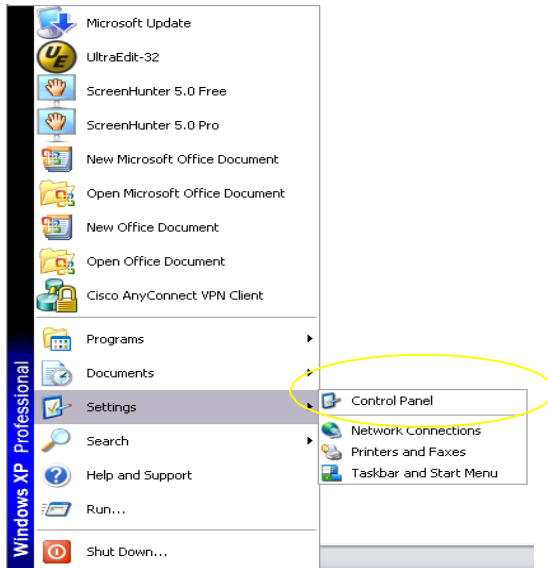 Microsoft Update
UltraEdit-32
ScreenHunter 5.0 Free
ScreenHunter 5.0 Pro
New Microsoft Office Document
Open Microsoft Office Document
New Office Document
Open Office Document
Cisco AnyConnect VPN Client
Programs
Documents
Settings
Search
Help and Support
Run...
Shut Down...
Control Panel
Network Connections
Printers and Faxes
Taskbar and Start Menu
Windows XP Professional